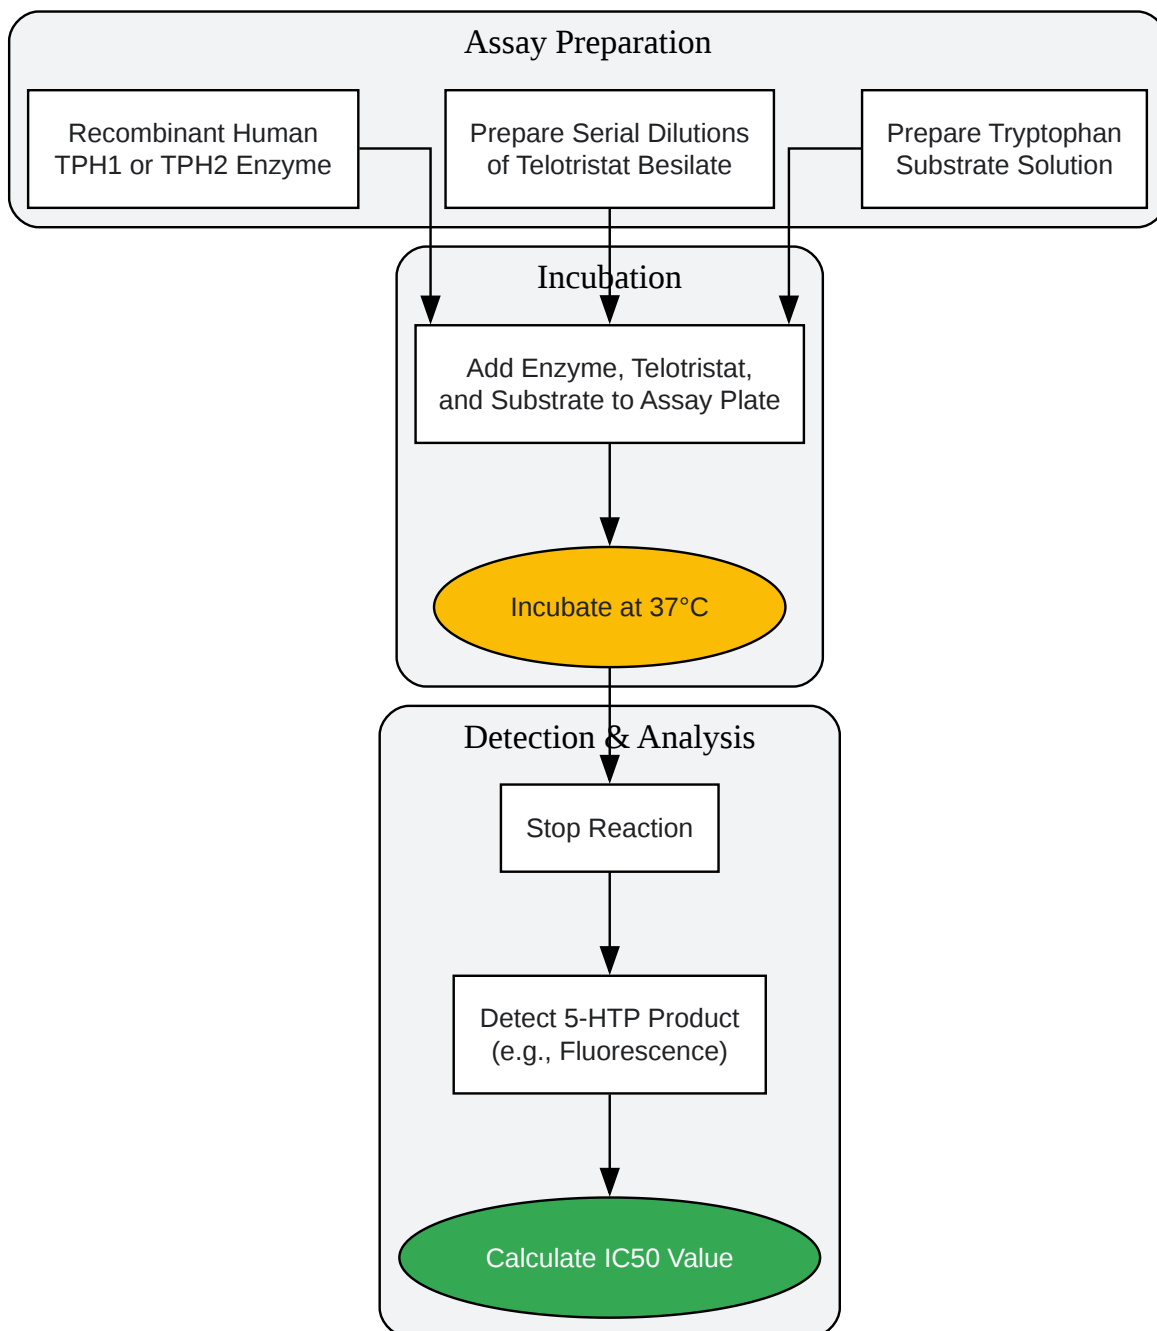 Assay Preparation
Recombinant Human
TPH1 or TPH2 Enzyme
Prepare Serial Dilutions
of Telotristat Besilate
Prepare Tryptophan
Substrate Solution
Incubation
Add Enzyme, Telotristat,
and Substrate to Assay Plate
Incubate at 37°C
Detection & Analysis
Stop Reaction
Detect 5-HTP Product
(e.g., Fluorescence)
Calculate IC50 Value